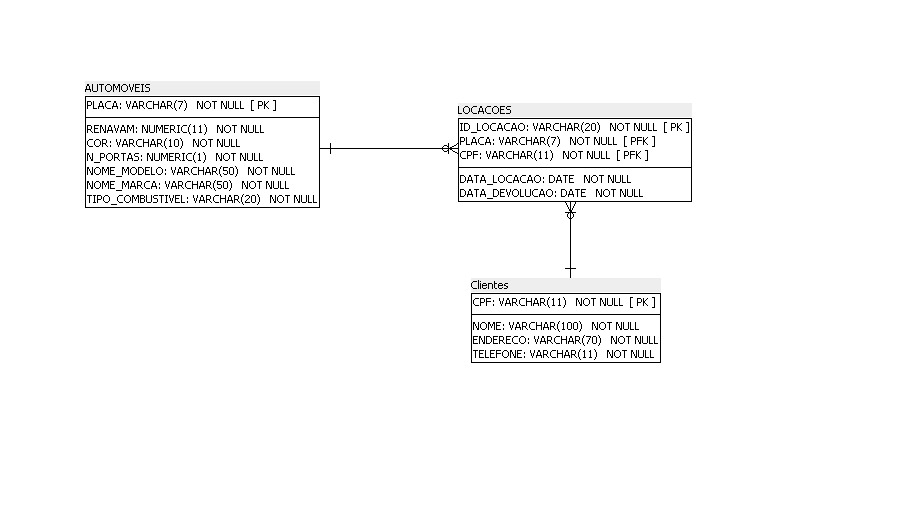 AUTOMOVEIS
PLACA: VARCHAR(7) NOT NULL [ PK ]
RENAVAM: NUMERIC(11) NOT NULL
COR: VARCHAR(10) NOT NULL
N_PORTAS: NUMERIC(1) NOT NULL
NOME_MODELO: VARCHAR(50) NOT NULL
NOME_MARCA: VARCHAR(50) NOT NULL
TIPO_COMBUSTIVEL: VARCHAR(20) NOT NULL
LOCACOES
ID_LOCACAO: VARCHAR(20) NOT NULL [ PK ]
PLACA: VARCHAR(7) NOT NULL [ PFK ]
CPF: VARCHAR(11) NOT NULL [ PFK ]
DATA_LOCACAO: DATE NOT NULL
DATA_DEVOLUCAO: DATE NOT NULL
Clientes
CPF: VARCHAR(11) NOT NULL [ PK ]
NOME: VARCHAR(100) NOT NULL
ENDERECO: VARCHAR(70) NOT NULL
TELEFONE: VARCHAR(11) NOT NULL